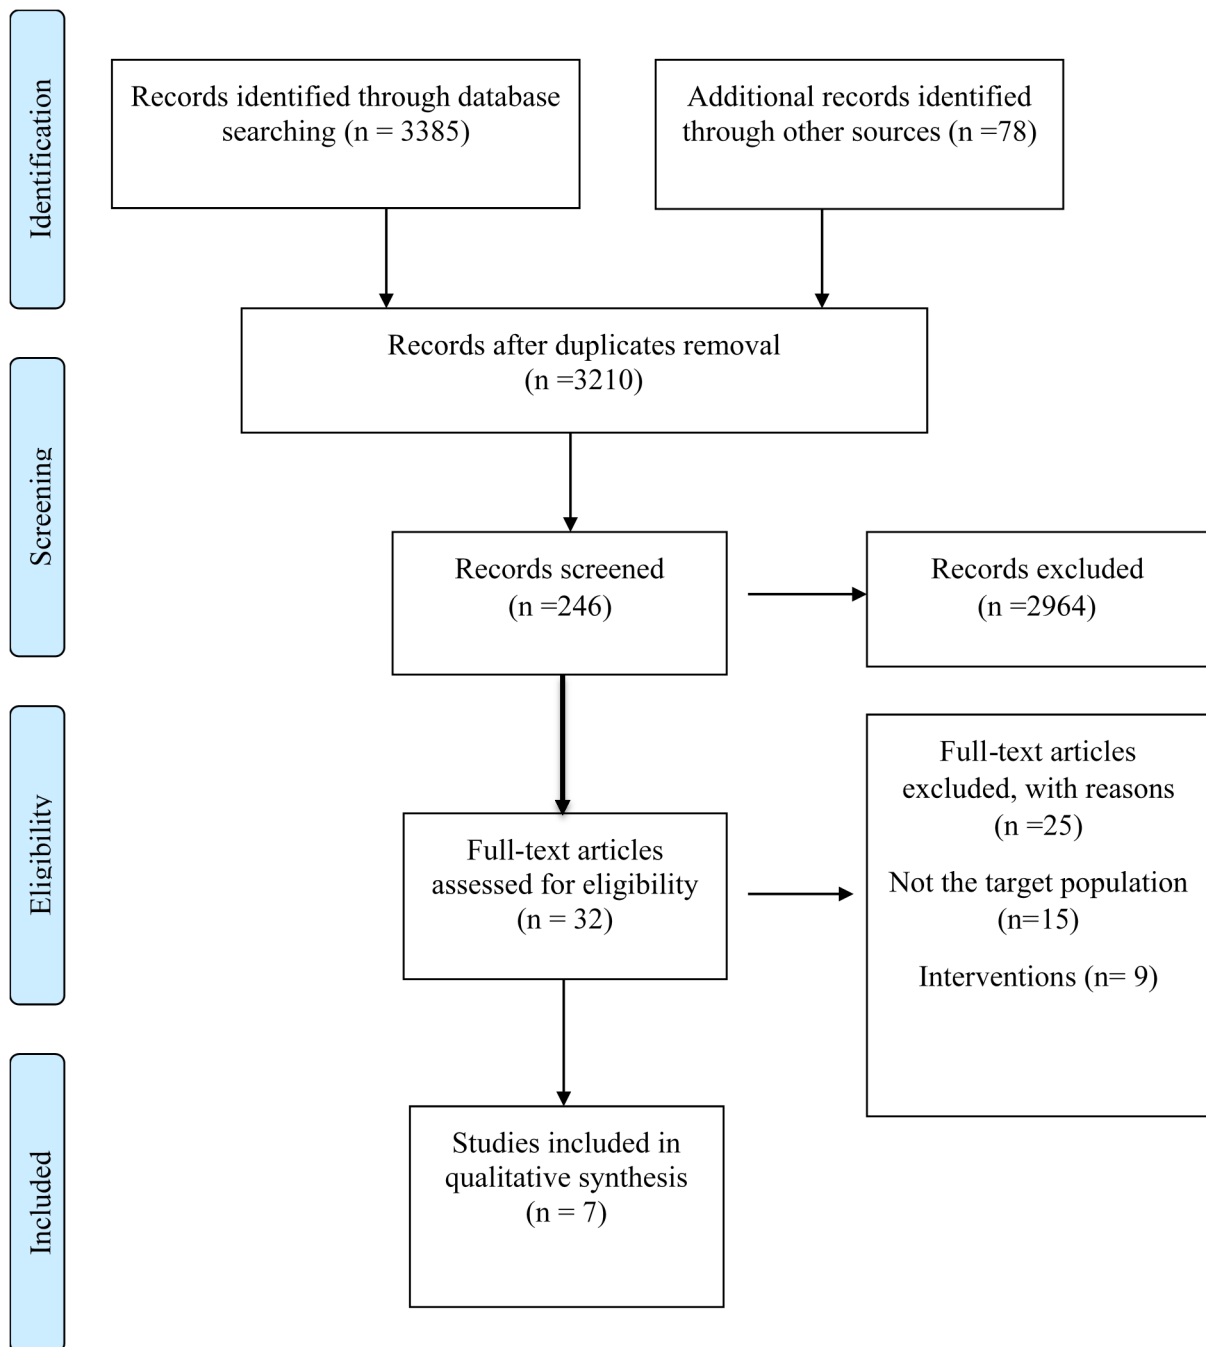 Identification
Records identified through database
searching (n = 3385)
Additional records identified
through other sources (n =78)
Records after duplicates removal
(n =3210)
Screening
Records screened
(n =246)
Records excluded
(n =2964)
Eligibility
Full-text articles
assessed for eligibility
(n = 32)
Full-text articles
excluded, with reasons
(n =25)
Not the target population
(n=15)
Interventions (n= 9)
Included
Studies included in
qualitative synthesis
(n = 7)